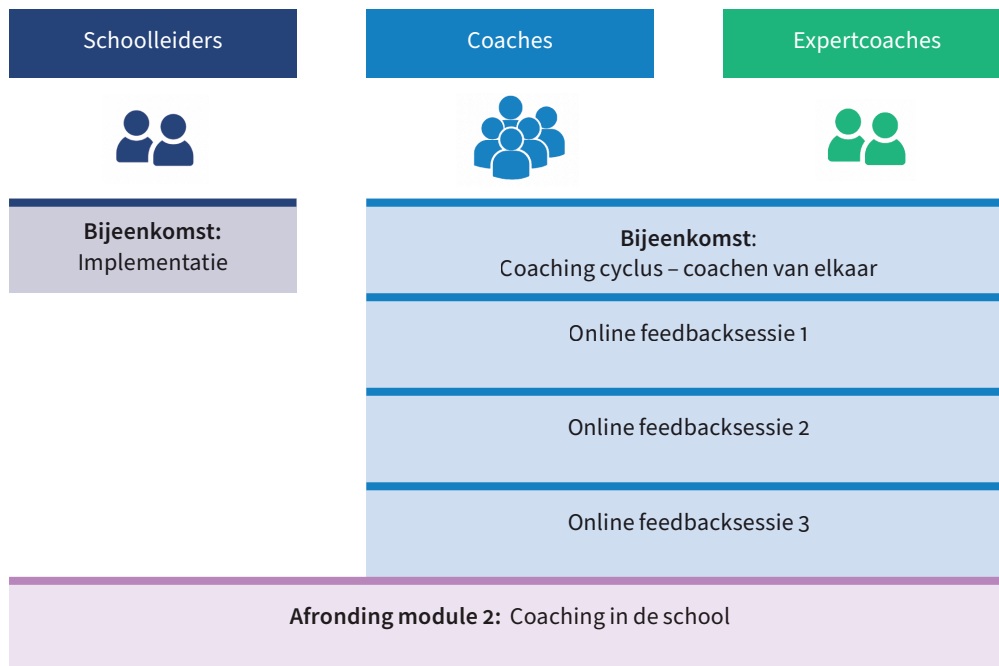 Schoolleiders
Coaches
Expertcoaches
Bijeenkomst:
Implementatie
Bijeenkomst:
Coaching cyclus – coachen van elkaar
Online feedbacksessie 1
Online feedbacksessie 2
Online feedbacksessie 3
Afronding module 2: Coaching in de school